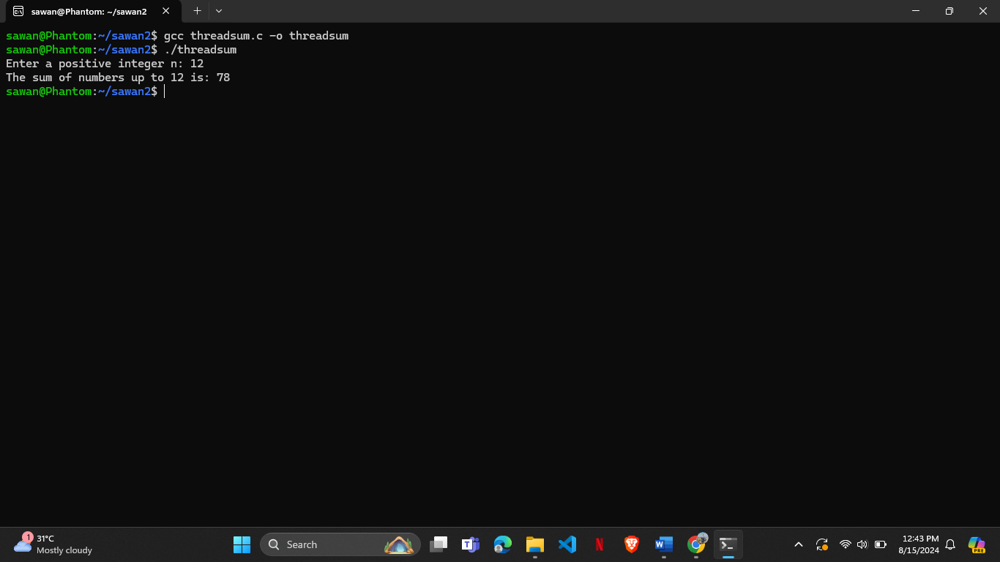 sawan@Phantom: ~/sawan2
sawan@Phantom:~/sawan2$ gcc threadsum.c -o threadsum
sawan@Phantom:~/sawan2$ ./threadsum
Enter a positive integer n: 12
The sum of numbers up to 12 is: 78
sawan@Phantom:~/sawan2$
1
31°C
Mostly cloudy
Search
T
W
N
12:43 PM
8/15/2024
PRE